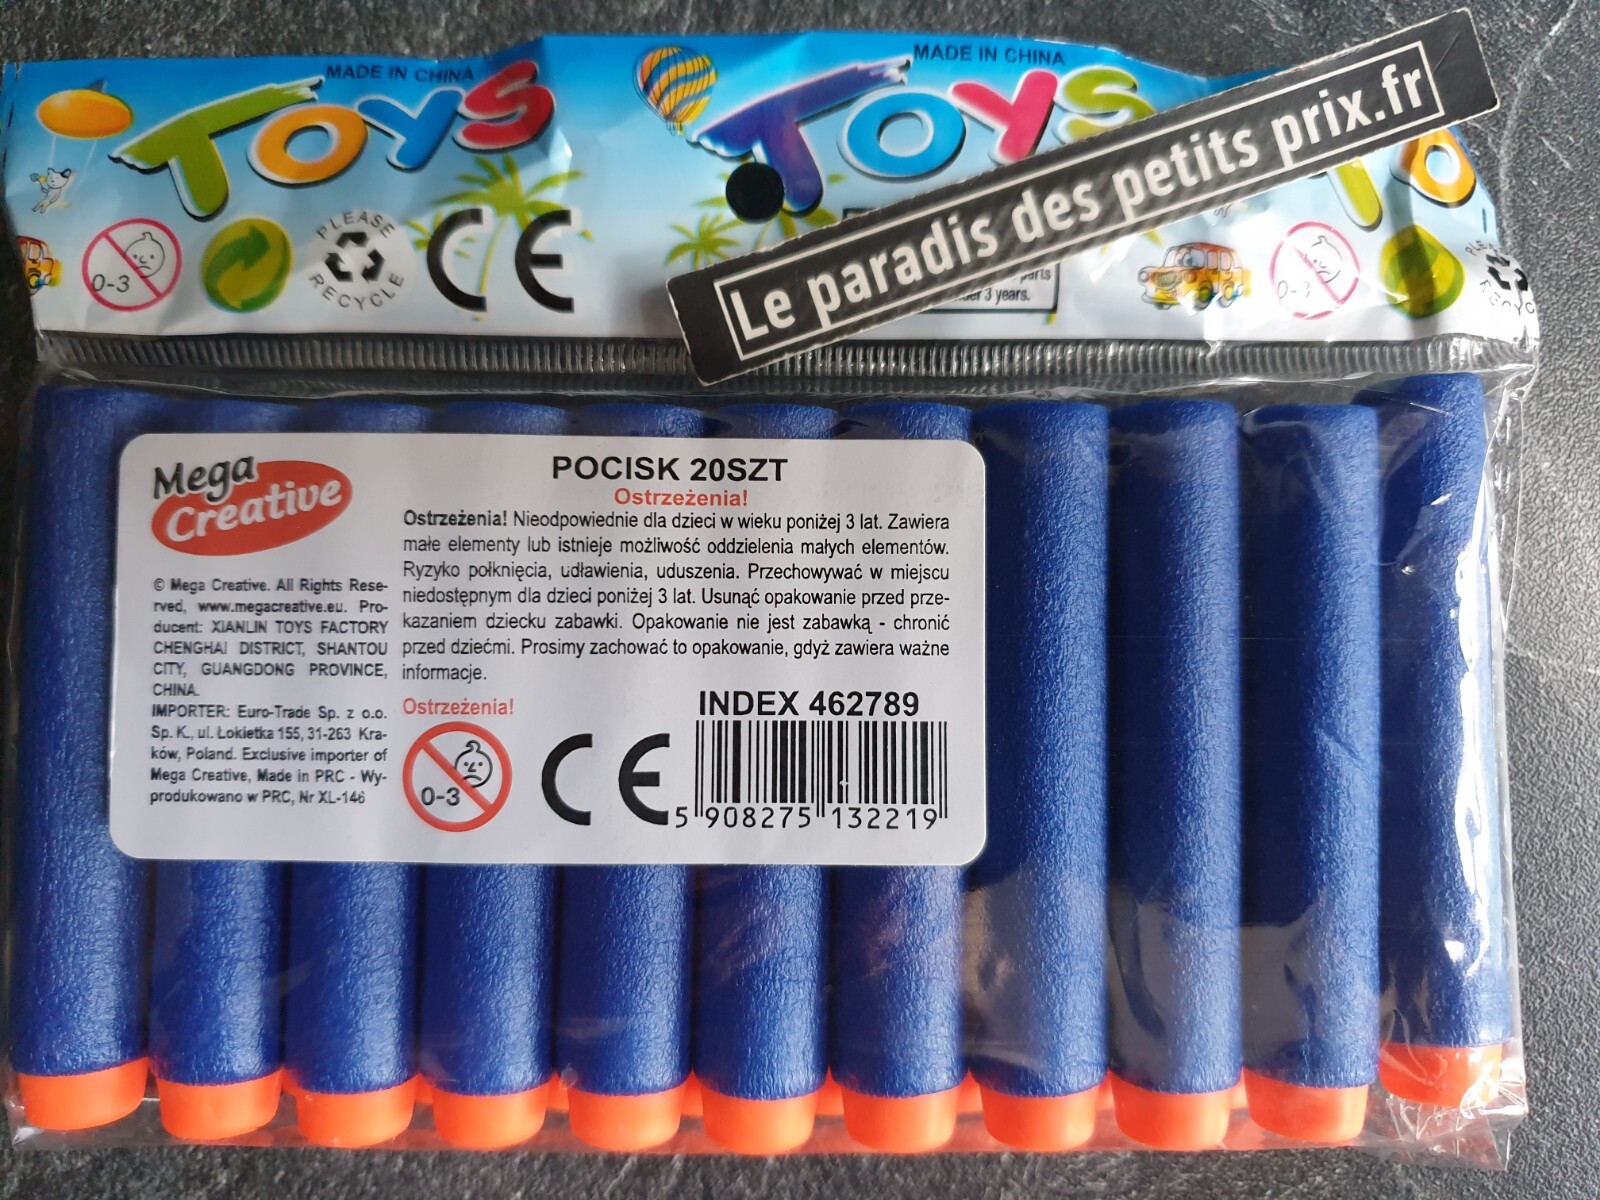 MADE IN CHINA
TOYS
0-3
PLEASE
RECYCLE
CE
MADE IN CHINA
TOYS
parts
3 years.
0-3
TO
Le paradis des petits prix.fr
Mega
Creative
© Mega Creative. All Rights Rese-
rved, www.megacreative.eu. Pro-
ducent: XIANLIN TOYS FACTORY
CHENGHAI DISTRICT, SHANTOU
CITY, GUANGDONG PROVINCE,
CHINA.
IMPORTER: Euro-Trade Sp. z o.o.
Sp. K., ul. Łokietka 155, 31-263 Kra-
ków, Poland. Exclusive importer of
Mega Creative, Made in PRC - Wy-
produkowano w PRC, Nr XL-146
POCISK 20SZT
Ostrzeżenia!
Ostrzeżenia! Nieodpowiednie dla dzieci w wieku poniżej 3 lat. Zawiera
małe elementy lub istnieje możliwość oddzielenia małych elementów.
Ryzyko połknięcia, udławienia, uduszenia. Przechowywać w miejscu
niedostępnym dla dzieci poniżej 3 lat. Usunąć opakowanie przed prze-
kazaniem dziecku zabawki. Opakowanie nie jest zabawką - chronić
przed dziećmi. Prosimy zachować to opakowanie, gdyż zawiera ważne
informacje.
Ostrzeżenia!
0-3
CE
INDEX 462789
5 908275 132219